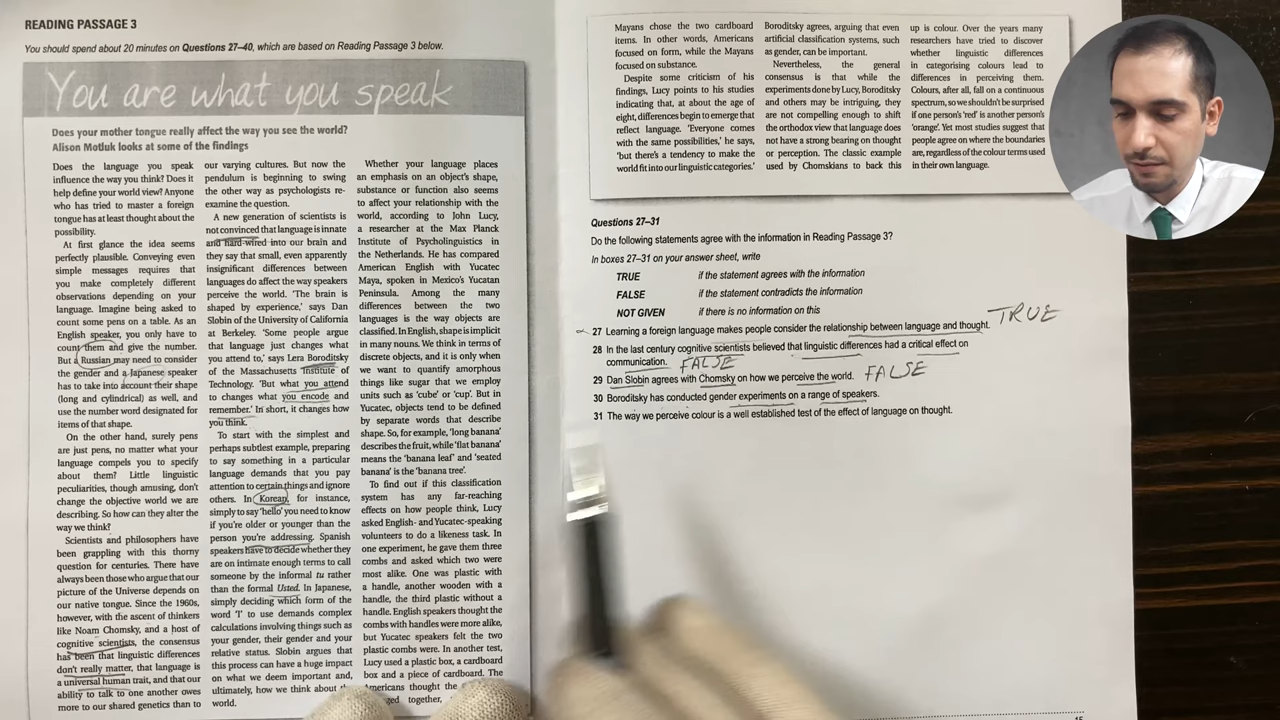 READING PASSAGE 3
You should spend about 20 minutes on Questions 27–40, which are based on Reading Passage 3 below.
You are what you speak
Does your mother tongue really affect the way you see the world?
Alison Motluk looks at some of the findings
Does the language you speak
influence the way you think? Does it
help define your world view? Anyone
who has tried to master a foreign
tongue has at least thought about the
possibility.
At first glance the idea seems
perfectly plausible. Conveying even
simple messages requires that
you make completely different
observations depending on your
language. Imagine being asked to
count some pens on a table. As an
English speaker, you only have to
count them and give the number.
But a Russian may need to consider
the gender and a Japanese speaker
has to take into account their shape
(long and cylindrical) as well, and
use the number word designated for
items of that shape.
On the other hand, surely pens
are just pens, no matter what your
language compels you to specify
about them? Little linguistic
peculiarities, though amusing, don't
change the objective world we are
describing. So how can they alter the
way we think?
Scientists and philosophers have
been grappling with this thorny
question for centuries. There have
always been those who argue that our
picture of the Universe depends on
our native tongue. Since the 1960s,
however, with the ascent of thinkers
like Noam Chomsky, and a host of
cognitive scientists, the consensus
has been that linguistic differences
don't really matter, that language is
a universal human trait, and that our
ability to talk to one another owes
more to our shared genetics than to
our varying cultures. But now the
pendulum is beginning to swing
the other way as psychologists re-
examine the question.
A new generation of scientists is
not convinced that language is innate
and hard-wired into our brain and
they say that small, even apparently
insignificant differences between
languages do affect the way speakers
perceive the world. 'The brain is
shaped by experience,' says Dan
Slobin of the University of California
at Berkeley. 'Some people argue
that language just changes what
you attend to,' says Lera Boroditsky
of the Massachusetts Institute of
Technology. 'But what you attend
to changes what you encode and
remember.' In short, it changes how
you think.
To start with the simplest and
perhaps subtlest example, preparing
to say something in a particular
language demands that you pay
attention to certain things and ignore
others. In Korean, for instance,
simply to say 'hello' you need to know
if you're older or younger than the
person you're addressing. Spanish
speakers have to decide whether they
are on intimate enough terms to call
someone by the informal tu rather
than the formal Usted. In Japanese,
simply deciding which form of the
word 'I' to use demands complex
calculations involving things such as
your gender, their gender and your
relative status. Slobin argues that
this process can have a huge impact
on what we deem important and,
ultimately, how we think about
world.
Whether your language places
an emphasis on an object's shape,
substance or function also seems
to affect your relationship with the
world, according to John Lucy,
a researcher at the Max Planck
Institute of Psycholinguistics in
the Netherlands. He has compared
American English with Yucatec
Maya, spoken in Mexico's Yucatan
Peninsula. Among the many
differences between the two
languages is the way objects are
classified. In English, shape is implicit
in many nouns. We think in terms of
discrete objects, and it is only when
we want to quantify amorphous
things like sugar that we employ
units such as 'cube' or 'cup'. But in
Yucatec, objects tend to be defined
by separate words that describe
shape. So, for example, 'long banana'
describes the fruit, while 'flat banana'
means the 'banana leaf' and 'seated
banana' is the 'banana tree'.
To find out if this classification
system has any far-reaching
effects on how people think, Lucy
asked English- and Yucatec-speaking
volunteers to do a likeness task. In
one experiment, he gave them three
combs and asked which two were
most alike. One was plastic with
a handle, another wooden with a
handle, the third plastic without a
handle. English speakers thought the
combs with handles were more alike,
but Yucatec speakers felt the two
plastic combs were. In another test,
Lucy used a plastic box, a cardboard
box and a piece of cardboard. The
Americans thought the
together,
Mayans chose the two cardboard
items. In other words, Americans
focused on form, while the Mayans
focused on substance.
Despite some criticism of his
findings, Lucy points to his studies
indicating that, at about the age of
eight, differences begin to emerge that
reflect language. 'Everyone comes
with the same possibilities,' he says,
'but there's a tendency to make the
world fit into our linguistic categories.'
Boroditsky agrees, arguing that even
artificial classification systems, such
as gender, can be important.
Nevertheless, the general
consensus is that while the
experiments done by Lucy, Boroditsky
and others may be intriguing, they
are not compelling enough to shift
the orthodox view that language does
not have a strong bearing on thought
or perception. The classic example
used by Chomskians to back this
up is colour. Over the years many
researchers have tried to discover
whether linguistic differences
in categorising colours lead to
differences in perceiving them.
Colours, after all, fall on a continuous
spectrum, so we shouldn't be surprised
if one person's 'red' is another person's
'orange'. Yet most studies suggest that
people agree on where the boundaries
are, regardless of the colour terms used
in their own language.
Questions 27–31
Do the following statements agree with the information in Reading Passage 3?
In boxes 27–31 on your answer sheet, write
TRUE if the statement agrees with the information
FALSE if the statement contradicts the information
NOT GIVEN if there is no information on this
27 Learning a foreign language makes people consider the relationship between language and thought. TRUE
28 In the last century cognitive scientists believed that linguistic differences had a critical effect on
communication. FALSE
29 Dan Slobin agrees with Chomsky on how we perceive the world. FALSE
30 Boroditsky has conducted gender experiments on a range of speakers.
31 The way we perceive colour is a well established test of the effect of language on thought.